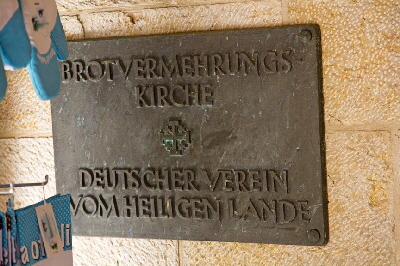 BROTVERMEHRUNGS-
KIRCHE
DEUTSCHER VEREIN
VOM HEILIGEN LANDE